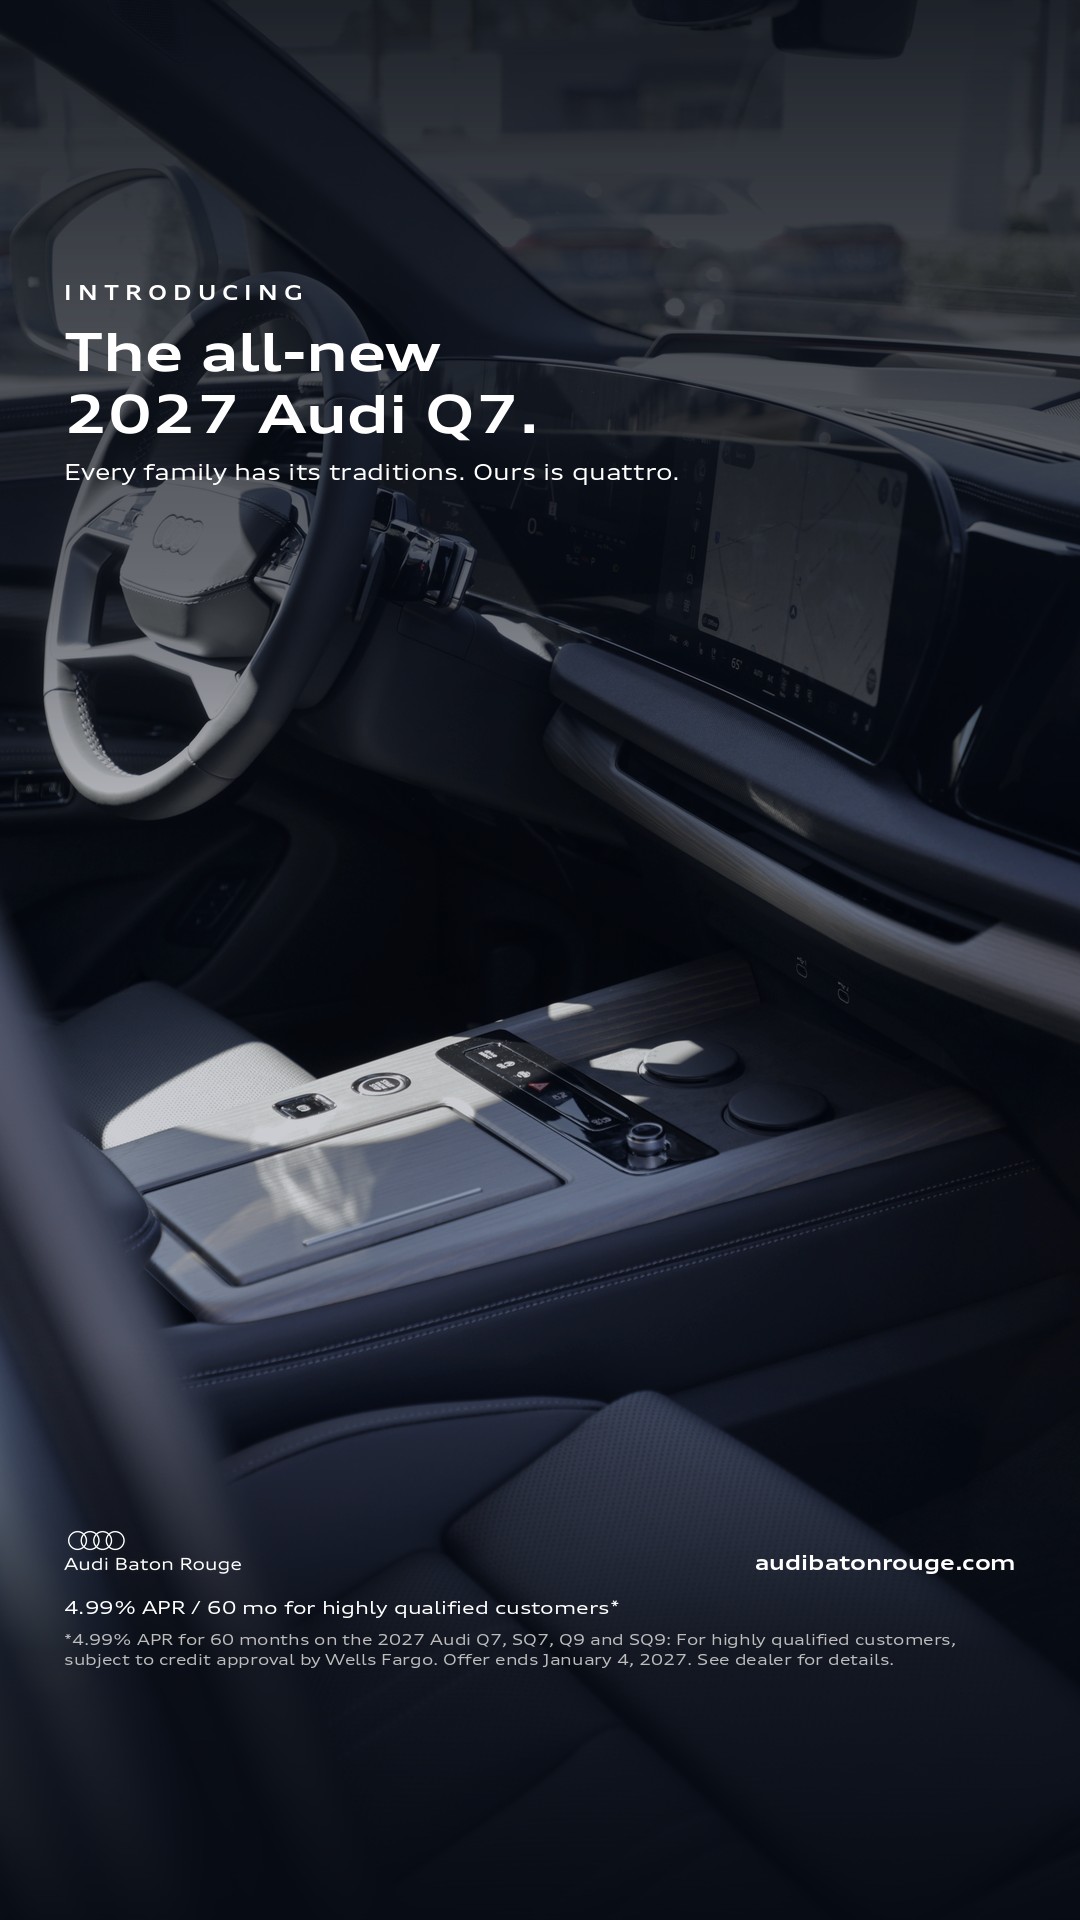 INTRODUCING
The all-new
2027 Audi Q7.
Every family has its traditions. Ours is quattro.
Audi Baton Rouge
audibatonrouge.com
4.99% APR / 60 mo for highly qualified customers*
*4.99% APR for 60 months on the 2027 Audi Q7, SQ7, Q9 and SQ9: For highly qualified customers,
subject to credit approval by Wells Fargo. Offer ends January 4, 2027. See dealer for details.